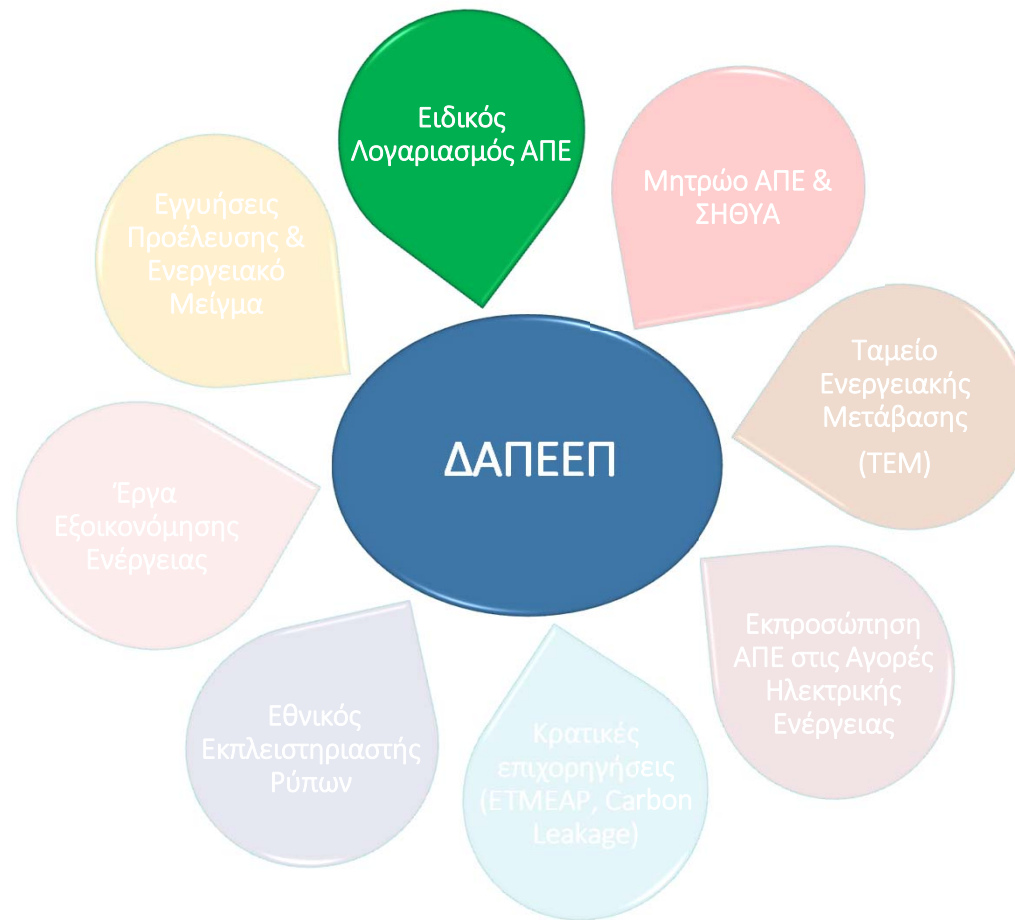 Ειδικός
Λογαριασμός ΑΠΕ
Μητρώο ΑΠΕ &
ΣΗΘΥΑ
Ταμείο
Ενεργειακής
Μετάβασης
(ΤΕΜ)
Εκπροσώπηση
ΑΠΕ στις Αγορές
Ηλεκτρικής
Ενέργειας
Κρατικές
επιχορηγήσεις
(ΕΤΜΕΑΡ, Carbon
Leakage)
Εθνικός
Εκπλειστηριαστής
Ρύπων
Έργα
Εξοικονόμησης
Ενέργειας
Εγγυήσεις
Προέλευσης &
Ενεργειακό
Μείγμα
ΔΑΠΕΕΠ